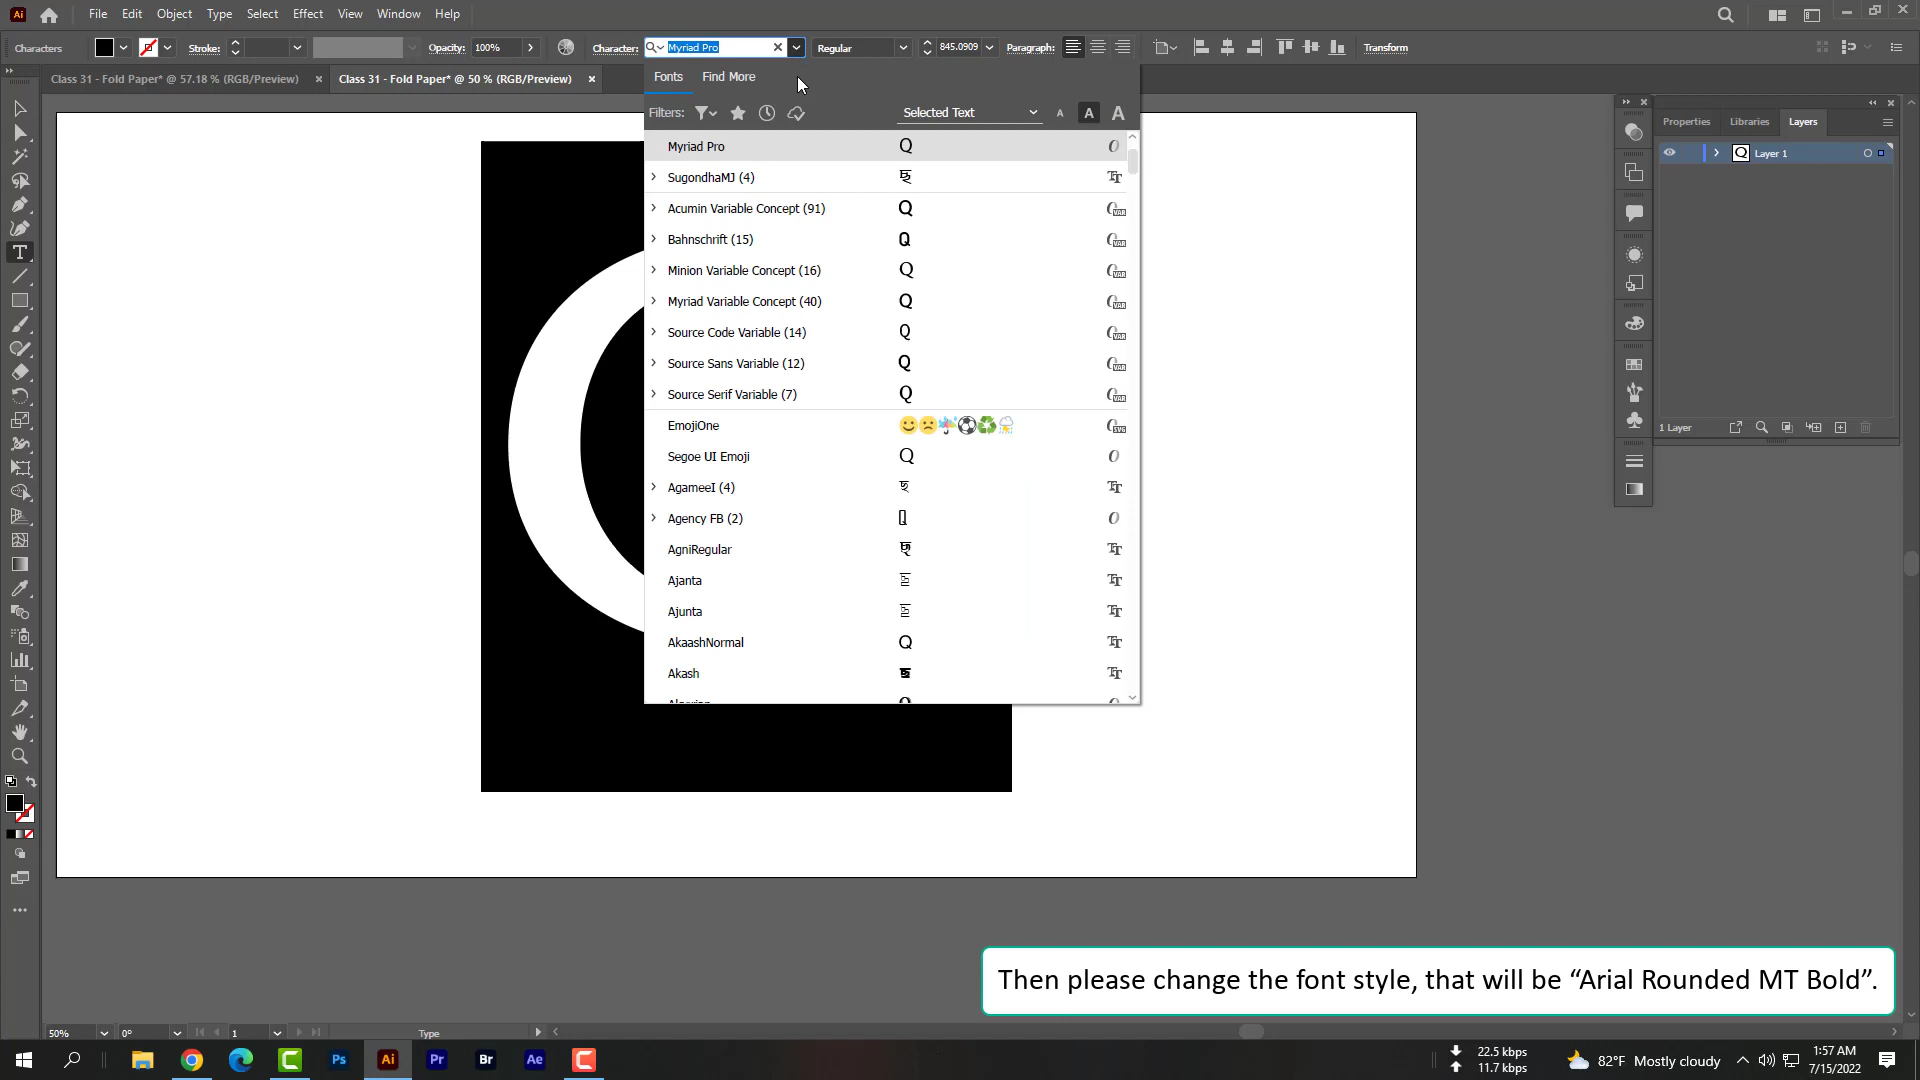 Ai File Edit Object Type Select Effect View Window Help
Characters Stroke: Opacity: 100% Character: Myriad Pro Regular 845.0909 Paragraph: Transform
Class 31 - Fold Paper* @ 57.18 % (RGB/Preview) × Class 31 - Fold Paper* @ 50 % (RGB/Preview) ×
Fonts Find More
Filters: Selected Text A A A
Myriad Pro Q
SugondhaMJ (4) ছ
Acumin Variable Concept (91) Q
Bahnschrift (15) Q
Minion Variable Concept (16) Q
Myriad Variable Concept (40) Q
Source Code Variable (14) Q
Source Sans Variable (12) Q
Source Serif Variable (7) Q
EmojiOne
Segoe UI Emoji Q
AgameeI (4) ছ
Agency FB (2)
AgniRegular ছ
Ajanta
Ajunta
AkaashNormal Q
Akash
Properties Libraries Layers
Q Layer 1
1 Layer
Then please change the font style, that will be “Arial Rounded MT Bold”.
50% 0° 1 Type
Ps Ai Pr Br Ae
22.5 kbps
11.7 kbps
82°F Mostly cloudy
1:57 AM
7/15/2022